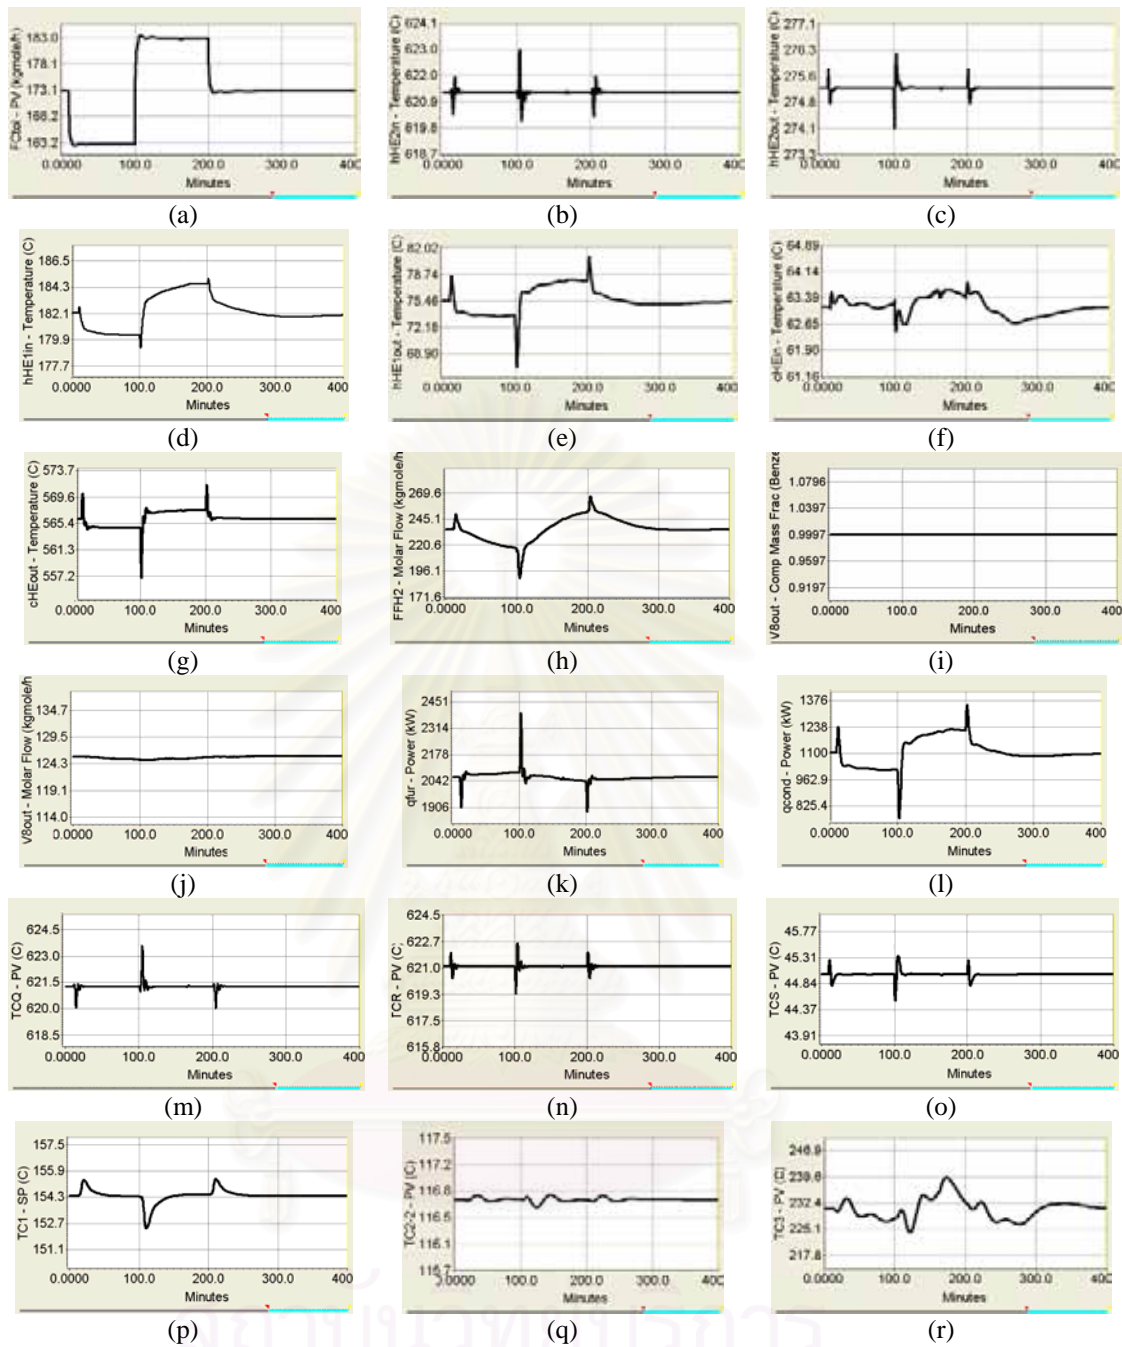 FCtol - PV (kgmole/h)
183.0
178.1
173.1
168.2
163.2
0.0000 100.0 200.0 300.0 400
Minutes
(a)
hHE2in - Temperature (C)
624.1
623.0
622.0
620.9
619.8
618.7
0.0000 100.0 200.0 300.0 400
Minutes
(b)
hHE2out - Temperature (C)
277.1
276.3
275.6
274.8
274.1
273.3
0.0000 100.0 200.0 300.0 400
Minutes
(c)
hHE1in - Temperature (C)
186.5
184.3
182.1
179.9
177.7
0.0000 100.0 200.0 300.0 400
Minutes
(d)
hHE1out - Temperature (C)
82.02
78.74
75.46
72.18
68.90
0.0000 100.0 200.0 300.0 400
Minutes
(e)
cHEin - Temperature (C)
64.89
64.14
63.39
62.65
61.90
61.16
0.0000 100.0 200.0 300.0 400
Minutes
(f)
cHEout - Temperature (C)
573.7
569.6
565.4
561.3
557.2
0.0000 100.0 200.0 300.0 400
Minutes
(g)
FFH2 - Molar Flow (kgmole/h
269.6
245.1
220.6
196.1
171.6
0.0000 100.0 200.0 300.0 400
Minutes
(h)
V8out - Comp Mass Frac (Benze
1.0796
1.0397
0.9997
0.9597
0.9197
0.0000 100.0 200.0 300.0 400
Minutes
(i)
V8out - Molar Flow (kgmole/h
134.7
129.5
124.3
119.1
114.0
0.0000 100.0 200.0 300.0 400
Minutes
(j)
qfur - Power (kW)
2451
2314
2178
2042
1906
0.0000 100.0 200.0 300.0 400
Minutes
(k)
qcond - Power (kW)
1376
1238
1100
962.9
825.4
0.0000 100.0 200.0 300.0 400
Minutes
(l)
TCQ - PV (C)
624.5
623.0
621.5
620.0
618.5
0.0000 100.0 200.0 300.0 400
Minutes
(m)
TCR - PV (C)
624.5
622.7
621.0
619.3
617.5
615.8
0.0000 100.0 200.0 300.0 400
Minutes
(n)
TCS - PV (C)
45.77
45.31
44.84
44.37
43.91
0.0000 100.0 200.0 300.0 400
Minutes
(o)
TC1 - SP (C)
157.5
155.9
154.3
152.7
151.1
0.0000 100.0 200.0 300.0 400
Minutes
(p)
TC2-2 - PV (C)
117.5
117.2
116.8
116.5
116.1
115.7
0.0000 100.0 200.0 300.0 400
Minutes
(q)
TC3 - PV (C)
246.9
239.6
232.4
225.1
217.8
0.0000 100.0 200.0 300.0 400
Minutes
(r)